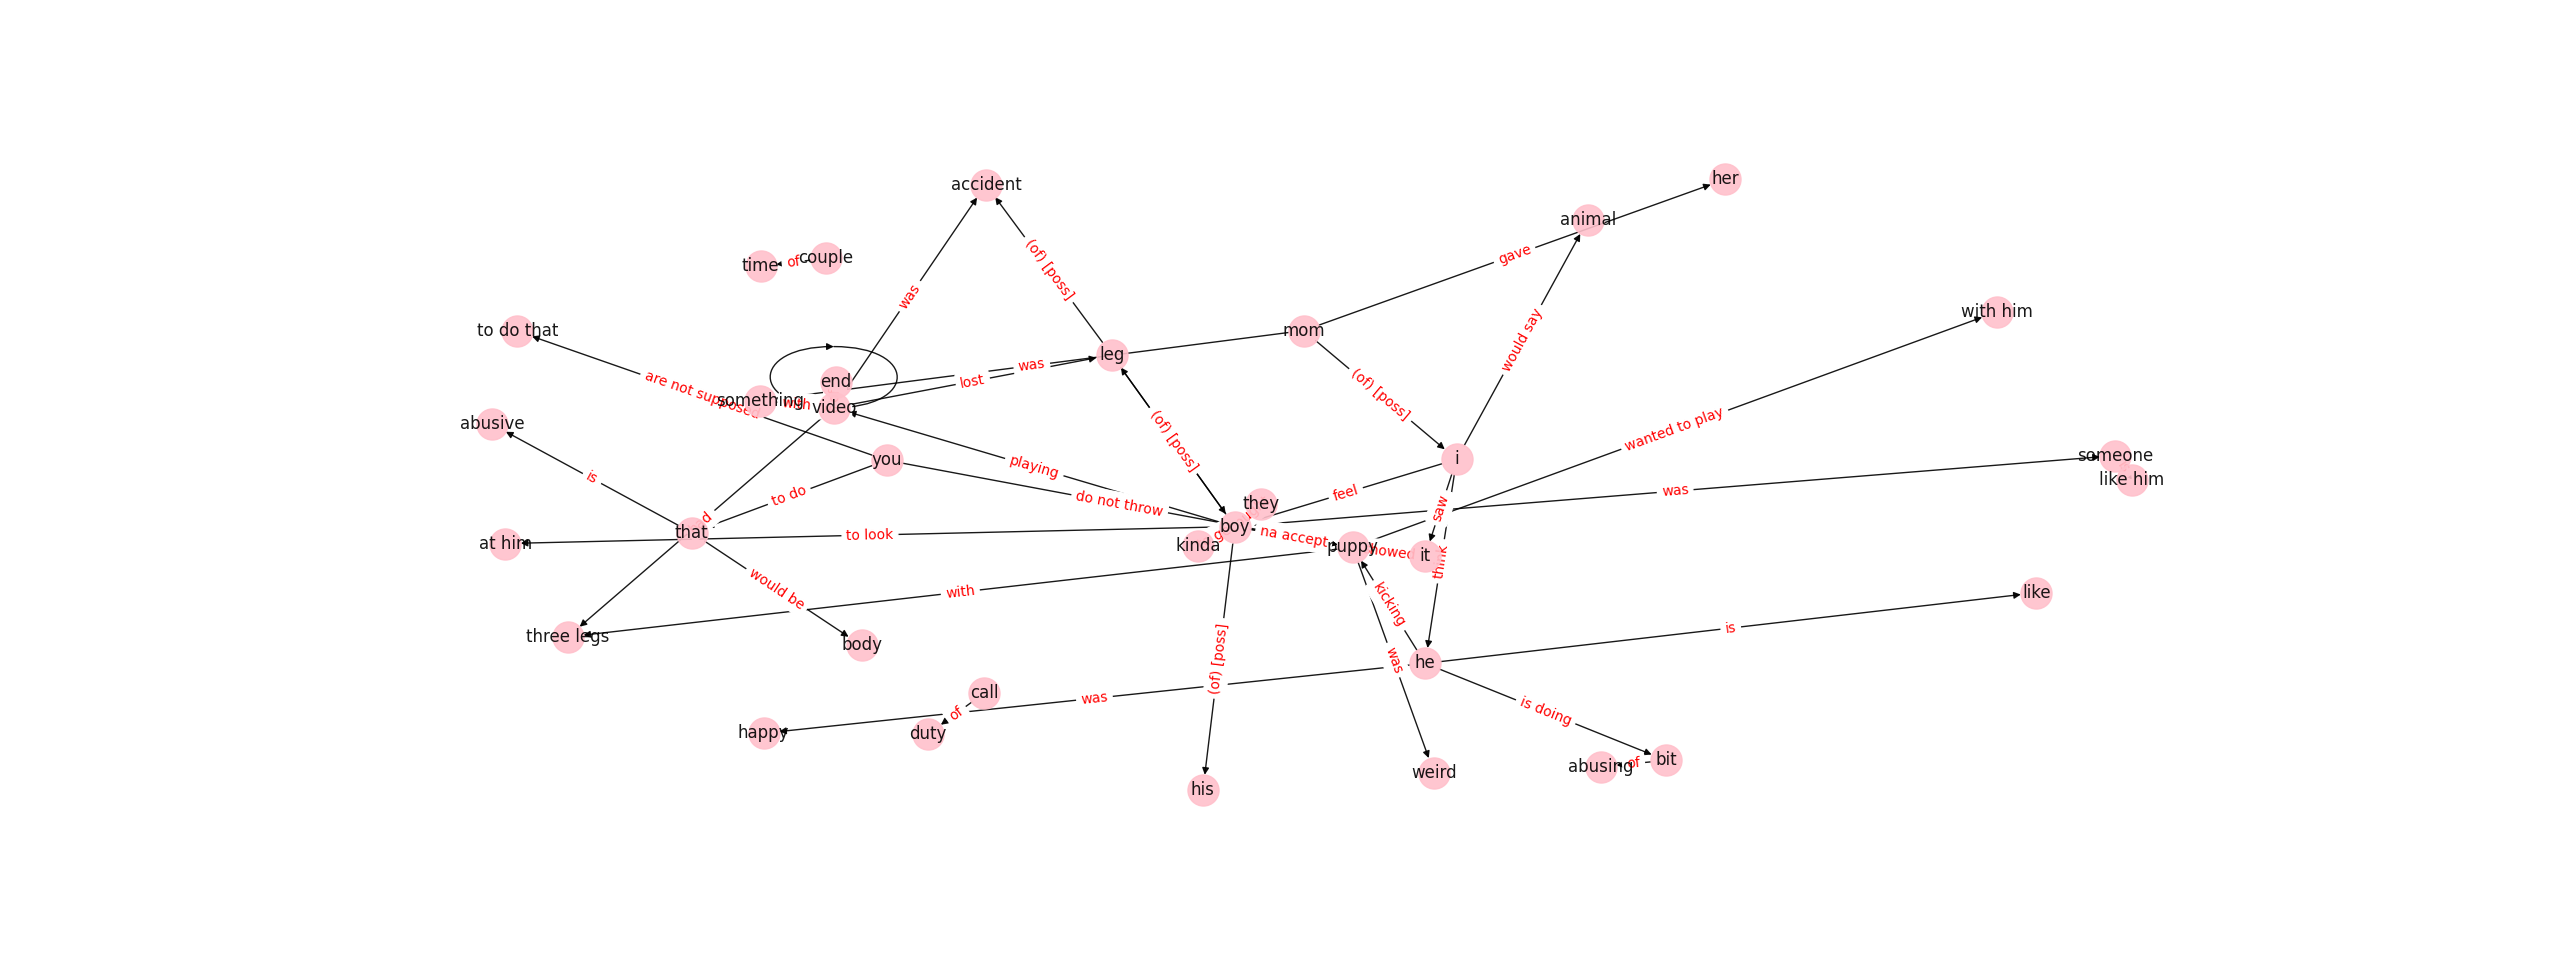 her
accident
animal
gave
time
of
couple
(of) [poss]
was
with him
to do that
mom
would say
leg
was
lost
end
are not supposed
something
with
video
(of) [poss]
abusive
wanted to play
(of) [poss]
you
i
someone
playing
is
like him
to do
feel
was
do not throw
they
saw
d
that
to look
boy
na accept
at him
kinda
puppy
howed
it
think
would be
with
kicking
like
three legs
body
is
(of) [poss]
was
he
call
was
of
is doing
happy
duty
his
weird
abusing
of
bit